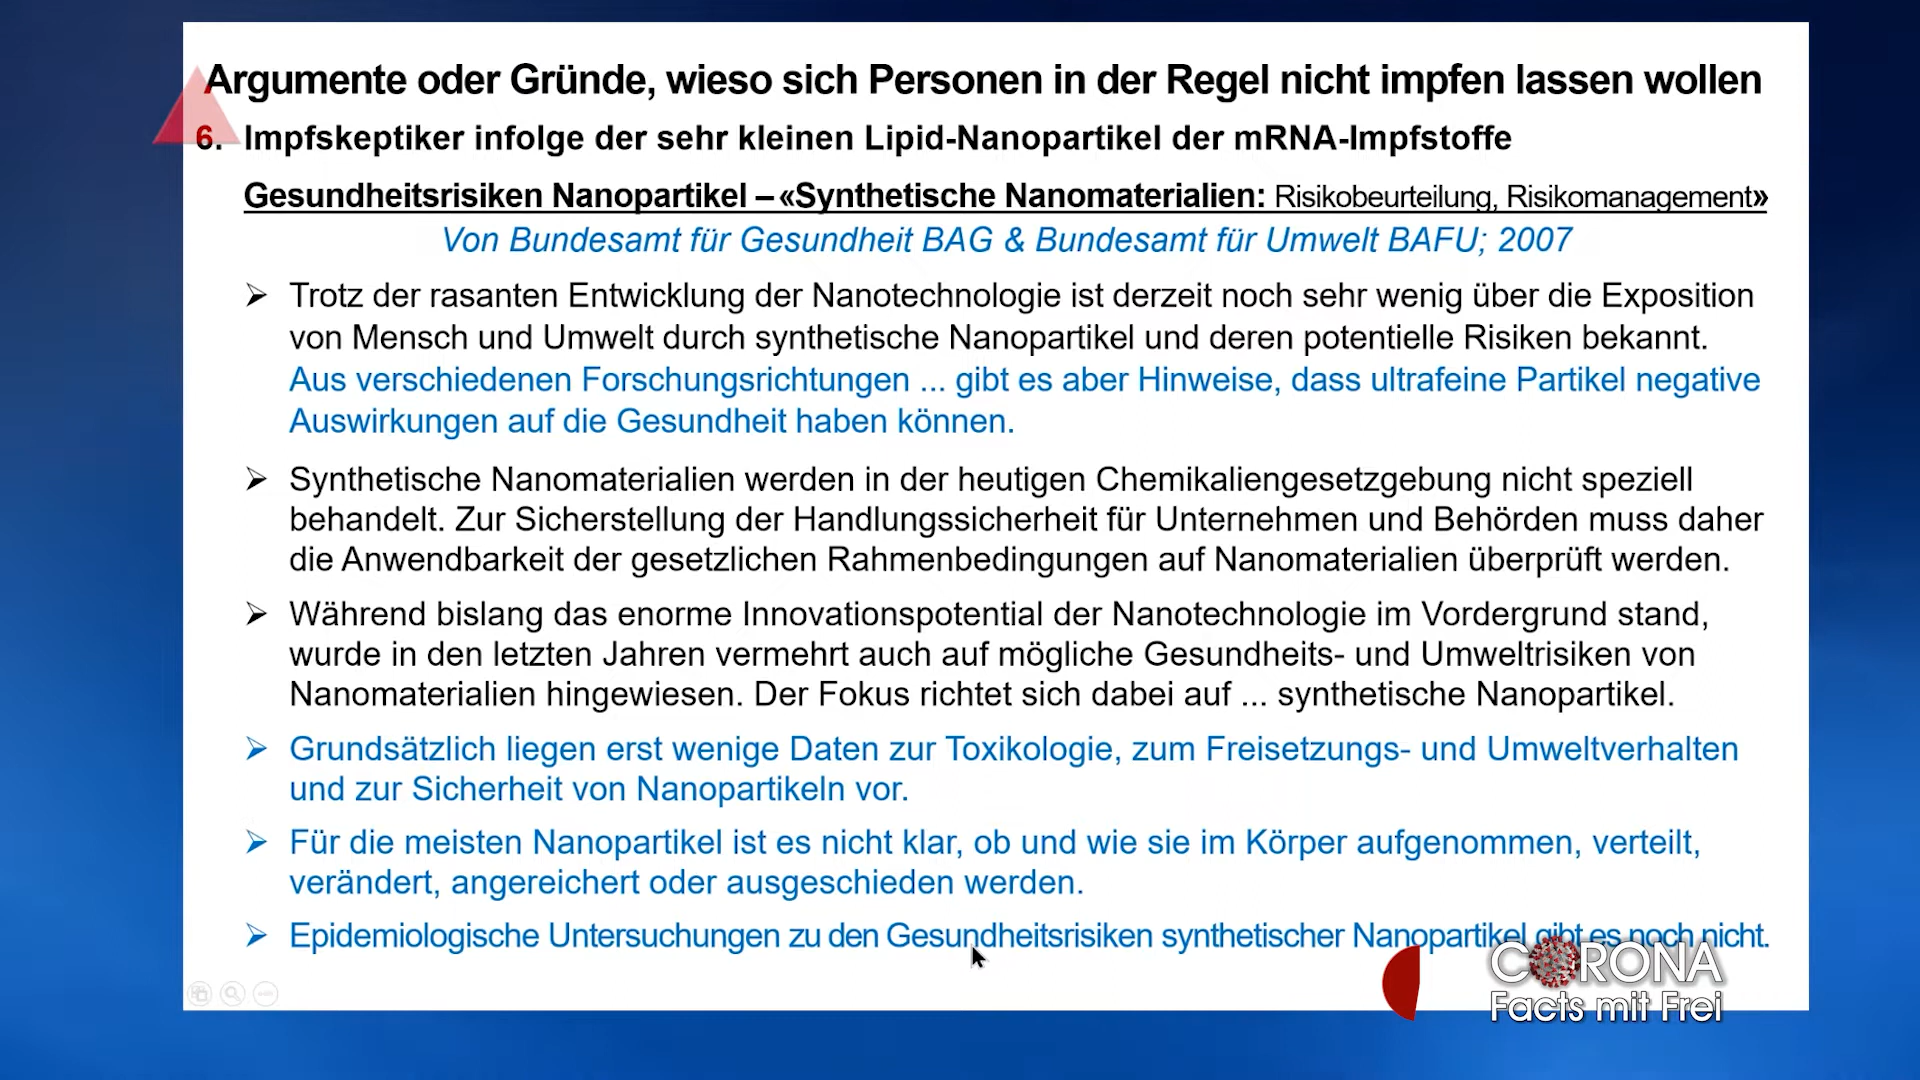 Argumente oder Gründe, wieso sich Personen in der Regel nicht impfen lassen wollen
6. Impfskeptiker infolge der sehr kleinen Lipid-Nanopartikel der mRNA-Impfstoffe
Gesundheitsrisiken Nanopartikel – «Synthetische Nanomaterialien: Risikobeurteilung, Risikomanagement»
Von Bundesamt für Gesundheit BAG & Bundesamt für Umwelt BAFU; 2007
➢ Trotz der rasanten Entwicklung der Nanotechnologie ist derzeit noch sehr wenig über die Exposition
von Mensch und Umwelt durch synthetische Nanopartikel und deren potentielle Risiken bekannt.
Aus verschiedenen Forschungsrichtungen ... gibt es aber Hinweise, dass ultrafeine Partikel negative
Auswirkungen auf die Gesundheit haben können.
➢ Synthetische Nanomaterialien werden in der heutigen Chemikaliengesetzgebung nicht speziell
behandelt. Zur Sicherstellung der Handlungssicherheit für Unternehmen und Behörden muss daher
die Anwendbarkeit der gesetzlichen Rahmenbedingungen auf Nanomaterialien überprüft werden.
➢ Während bislang das enorme Innovationspotential der Nanotechnologie im Vordergrund stand,
wurde in den letzten Jahren vermehrt auch auf mögliche Gesundheits- und Umweltrisiken von
Nanomaterialien hingewiesen. Der Fokus richtet sich dabei auf ... synthetische Nanopartikel.
➢ Grundsätzlich liegen erst wenige Daten zur Toxikologie, zum Freisetzungs- und Umweltverhalten
und zur Sicherheit von Nanopartikeln vor.
➢ Für die meisten Nanopartikel ist es nicht klar, ob und wie sie im Körper aufgenommen, verteilt,
verändert, angereichert oder ausgeschieden werden.
➢ Epidemiologische Untersuchungen zu den Gesundheitsrisiken synthetischer Nanopartikel gibt es noch nicht.
CORONA
Facts mit Frei